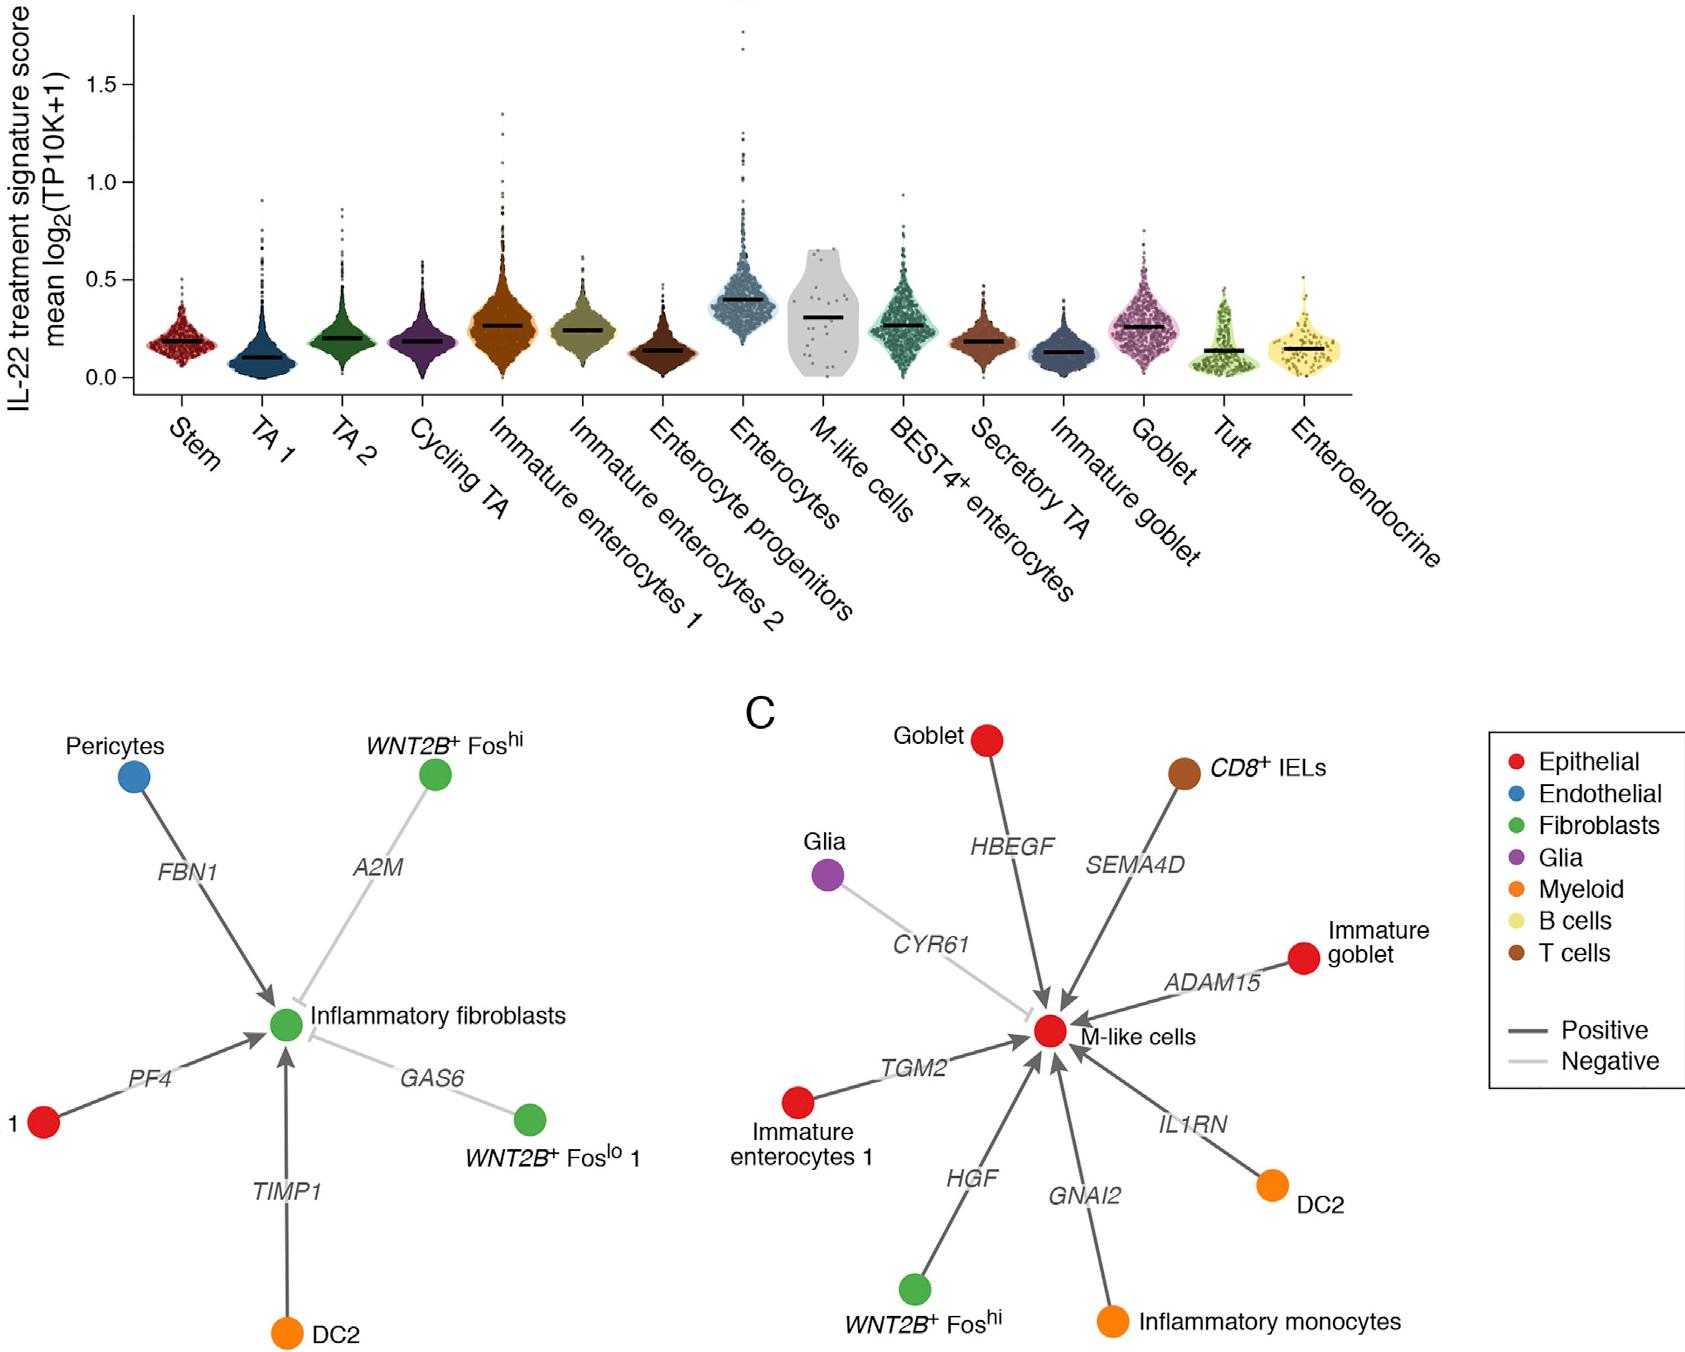 IL-22 treatment signature score
mean log2(TP10K+1)
1.5
1.0
0.5
0.0
Stem
TA 1
TA 2
Cycling TA
Immature enterocytes 1
Immature enterocytes 2
Enterocyte progenitors
Enterocytes
M-like cells
BEST4+ enterocytes
Secretory TA
Immature goblet
Goblet
Tuft
Enteroendocrine
Pericytes
WNT2B+ Foshi
FBN1
A2M
Inflammatory fibroblasts
PF4
GAS6
1
WNT2B+ Foslo 1
TIMP1
DC2
C
Goblet
CD8+ IELs
Glia
HBEGF
SEMA4D
CYR61
Immature
goblet
ADAM15
M-like cells
TGM2
Immature
enterocytes 1
IL1RN
HGF
GNAI2
DC2
WNT2B+ Foshi
Inflammatory monocytes
Epithelial
Endothelial
Fibroblasts
Glia
Myeloid
B cells
T cells
Positive
Negative